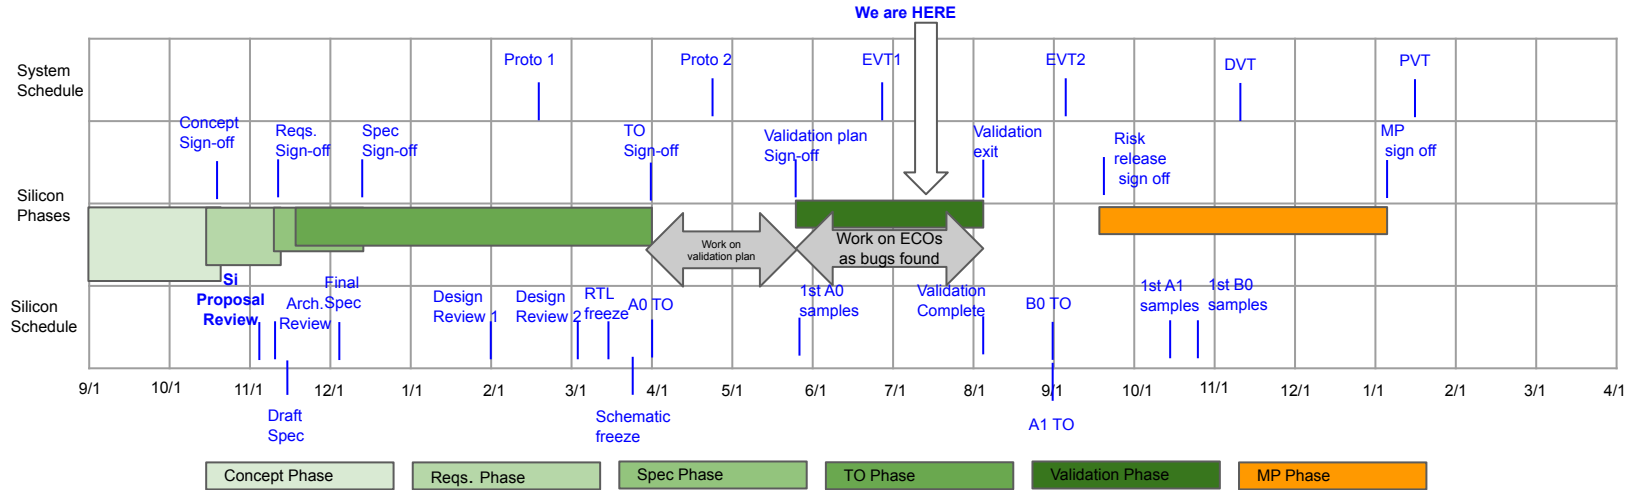 We are HERE
System
Schedule
Proto 1
Proto 2
EVT1
EVT2
DVT
PVT
Concept
Sign-off
Reqs.
Sign-off
Spec
Sign-off
TO
Sign-off
Validation plan
Sign-off
Validation
exit
Risk
release
sign off
MP
sign off
Silicon
Phases
Work on
validation plan
Work on ECOs
as bugs found
Silicon
Schedule
Si
Proposal
Review
Arch.
Review
Final
Spec
Design
Review 1
Design
Review 2
RTL
freeze
A0 TO
1st A0
samples
Validation
Complete
B0 TO
1st A1
samples
1st B0
samples
9/1
10/1
11/1
12/1
1/1
2/1
3/1
4/1
5/1
6/1
7/1
8/1
9/1
10/1
11/1
12/1
1/1
2/1
3/1
4/1
Draft
Spec
Schematic
freeze
A1 TO
Concept Phase
Reqs. Phase
Spec Phase
TO Phase
Validation Phase
MP Phase